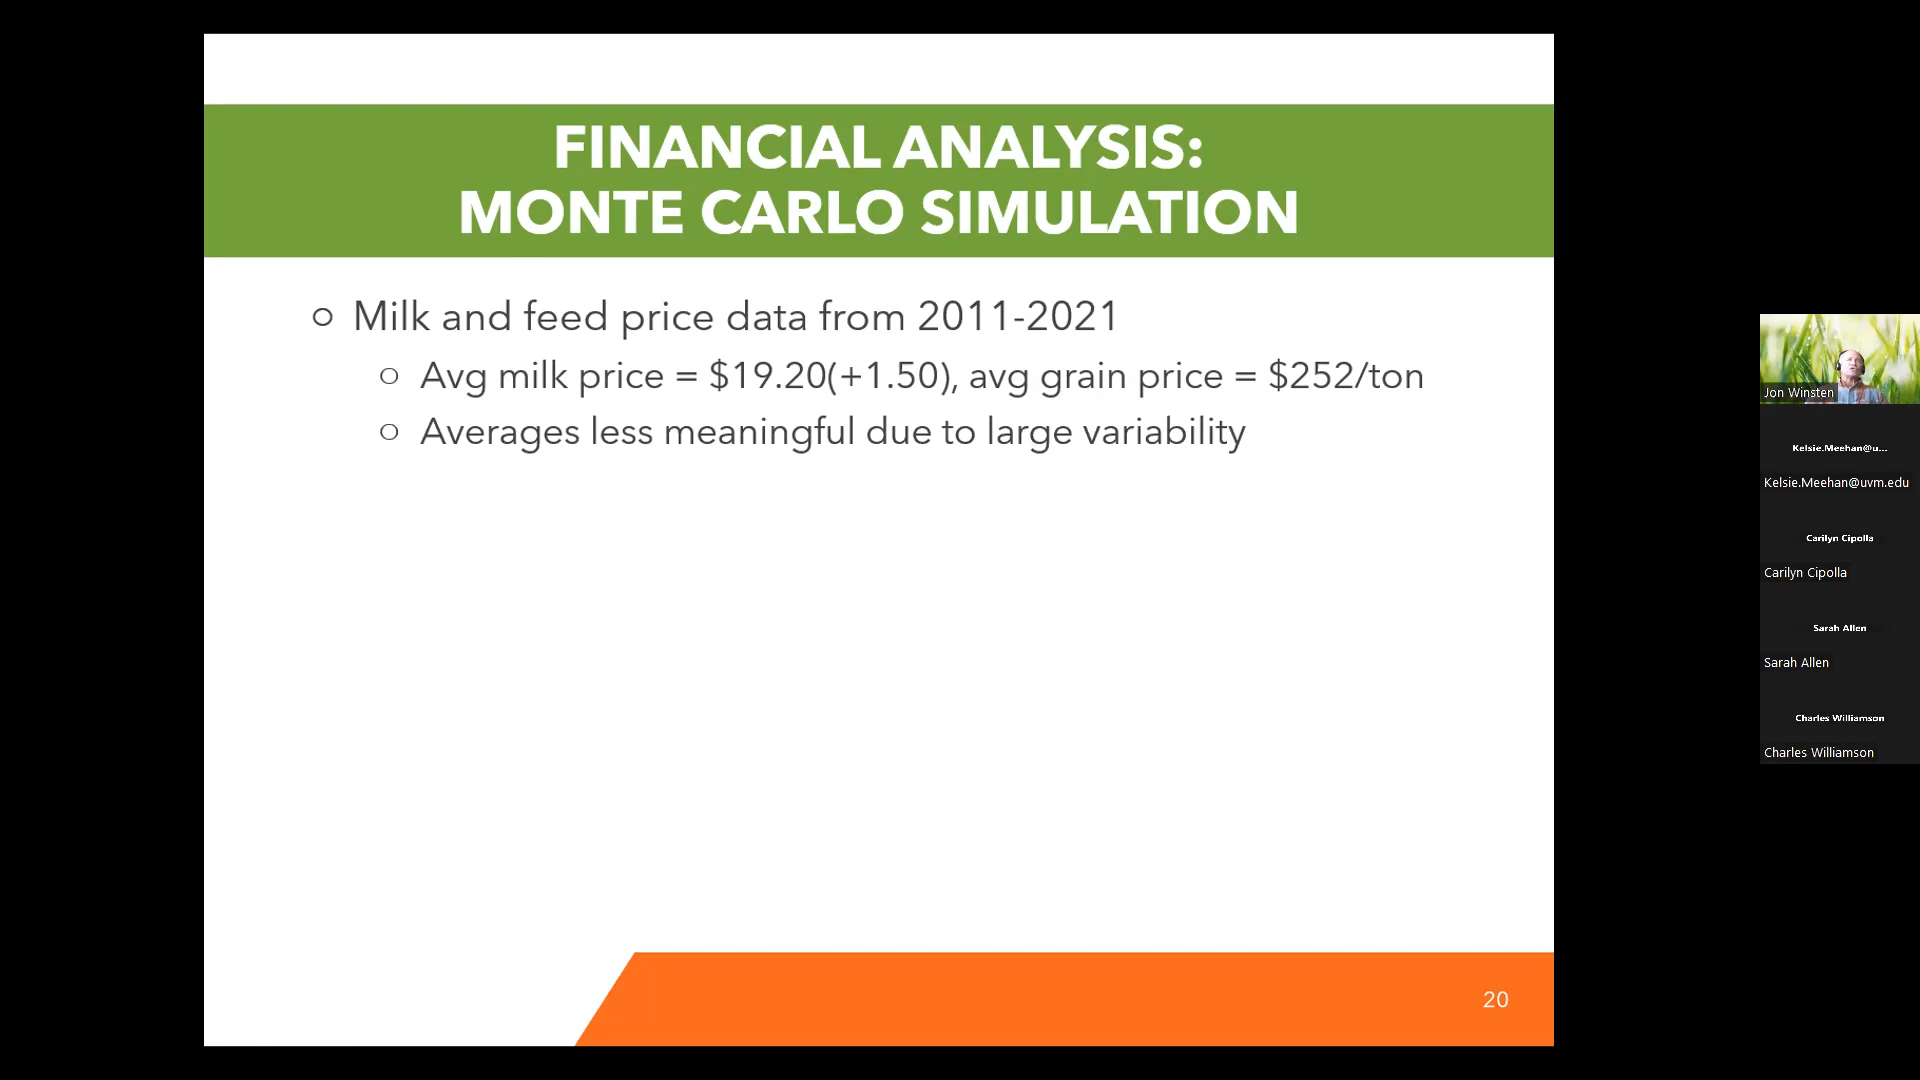 FINANCIAL ANALYSIS:
MONTE CARLO SIMULATION
Milk and feed price data from 2011-2021
Avg milk price = $19.20(+1.50), avg grain price = $252/ton
Averages less meaningful due to large variability
20
Jon Winsten
Kelsie.Meehan@u...
Kelsie.Meehan@uvm.edu
Carilyn Cipolla
Carilyn Cipolla
Sarah Allen
Sarah Allen
Charles Williamson
Charles Williamson